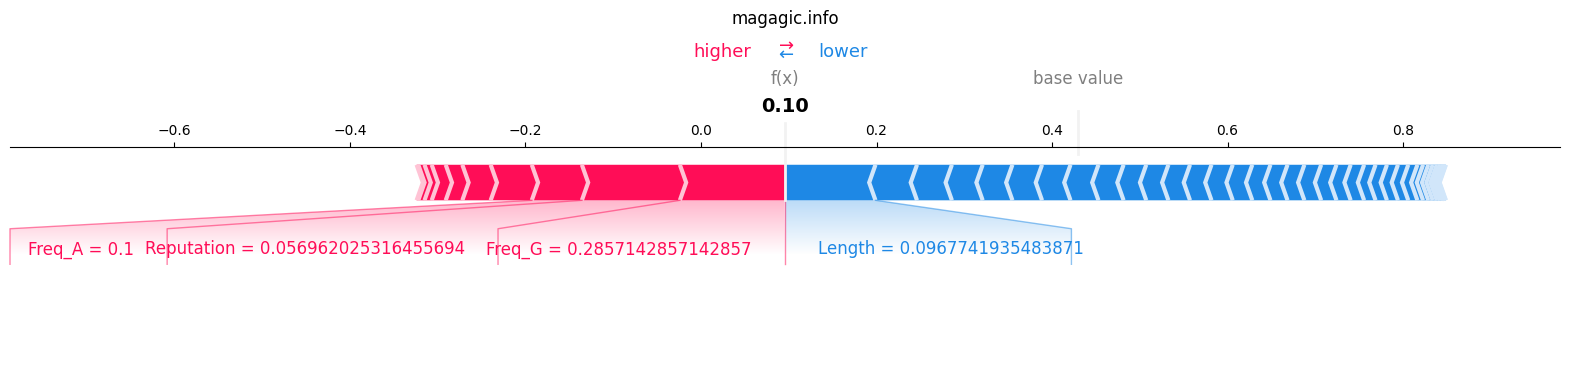 magagic.info
higher ⇄ lower
f(x) base value
0.10
−0.6 −0.4 −0.2 0.0 0.2 0.4 0.6 0.8
Freq_A = 0.1 Reputation = 0.056962025316455694 Freq_G = 0.2857142857142857 Length = 0.0967741935483871